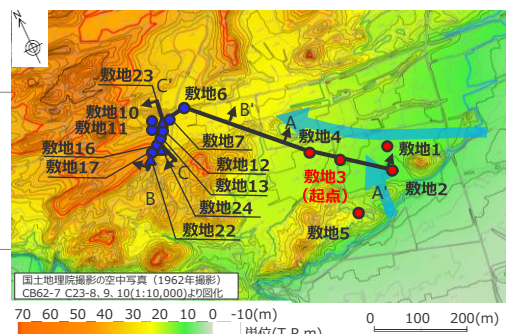 N
敷地23
C'
敷地6
敷地10
敷地11
B'
A
敷地4
敷地16
敷地7
敷地1
敷地17
敷地12
敷地3
(起点)
敷地2
敷地13
A'
B
C
敷地24
敷地5
敷地22
国土地理院撮影の空中写真(1962年撮影)
CB62-7 C23-8、9、10(1:10,000)より図化
70 60 50 40 30 20 10 0 -10(m)
単位(T.P.m)
0 100 200(m)